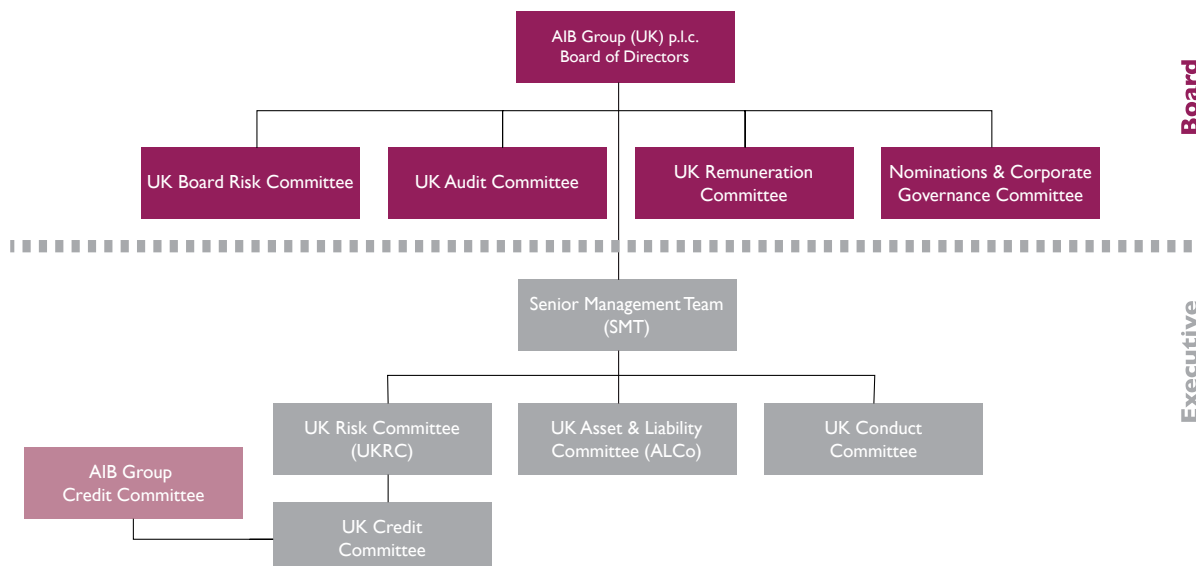 AIB Group (UK) p.l.c.
Board of Directors
Board
UK Board Risk Committee
UK Audit Committee
UK Remuneration
Committee
Nominations & Corporate
Governance Committee
Senior Management Team
(SMT)
Executive
UK Risk Committee
(UKRC)
UK Asset & Liability
Committee (ALCo)
UK Conduct
Committee
AIB Group
Credit Committee
UK Credit
Committee